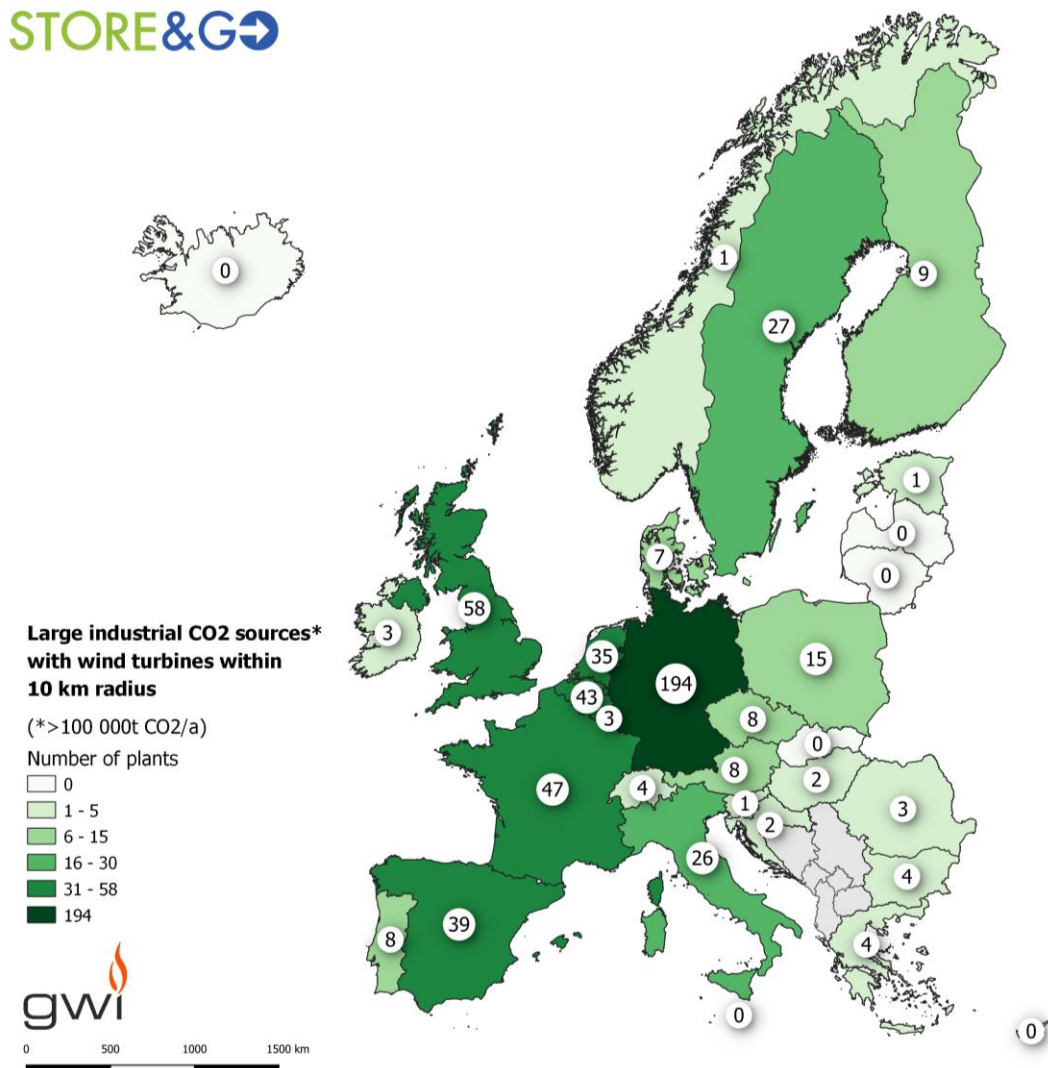 STORE&GO
0
1
9
27
1
0
0
7
58
3
35
194
15
43
3
8
0
8
2
4
47
1
2
3
26
4
39
8
4
0
0
Large industrial CO2 sources*
with wind turbines within
10 km radius
(*>100 000t CO2/a)
Number of plants
0
1 - 5
6 - 15
16 - 30
31 - 58
194
gwi
0 500 1000 1500 km